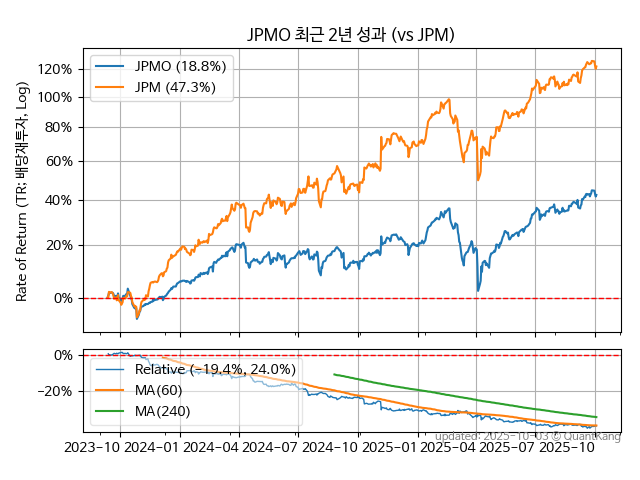 JPMO 최근 2년 성과 (vs JPM)
Rate of Return (TR: 배당재투자, Log)
JPMO (18.8%)
JPM (47.3%)
120%
100%
80%
60%
40%
20%
0%
0%
−20%
Relative (−19.4%, 24.0%)
MA(60)
MA(240)
updated: 2025-10-03 © QuantKang
2023-10 2024-01 2024-04 2024-07 2024-10 2025-01 2025-04 2025-07 2025-10